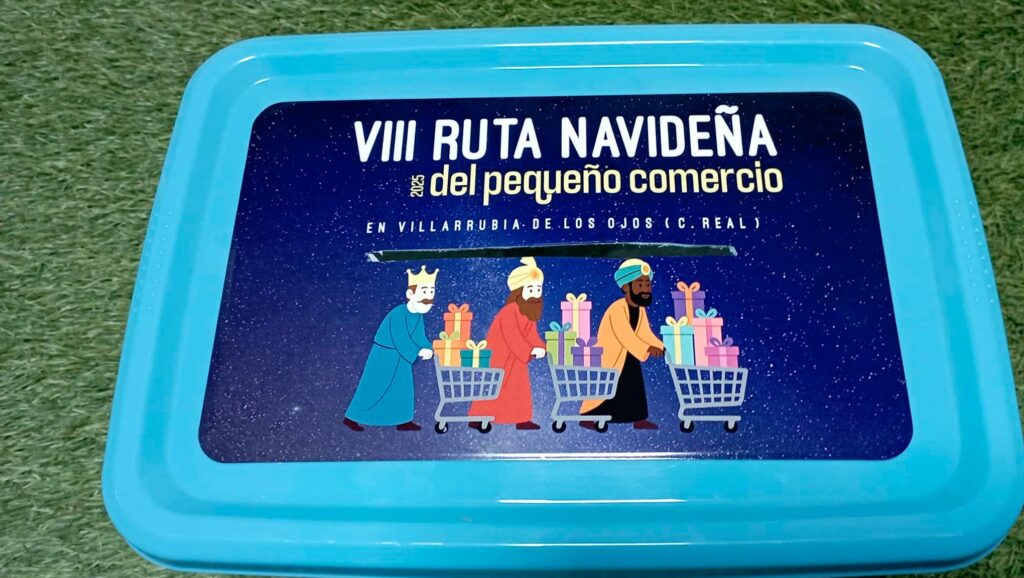 VIII RUTA NAVIDEÑA
2025 del pequeño comercio
EN VILLARRUBIA DE LOS OJOS (C. REAL)